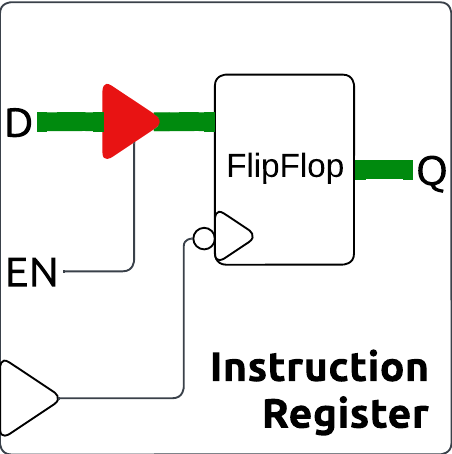 D
FlipFlop
Q
EN
Instruction
Register